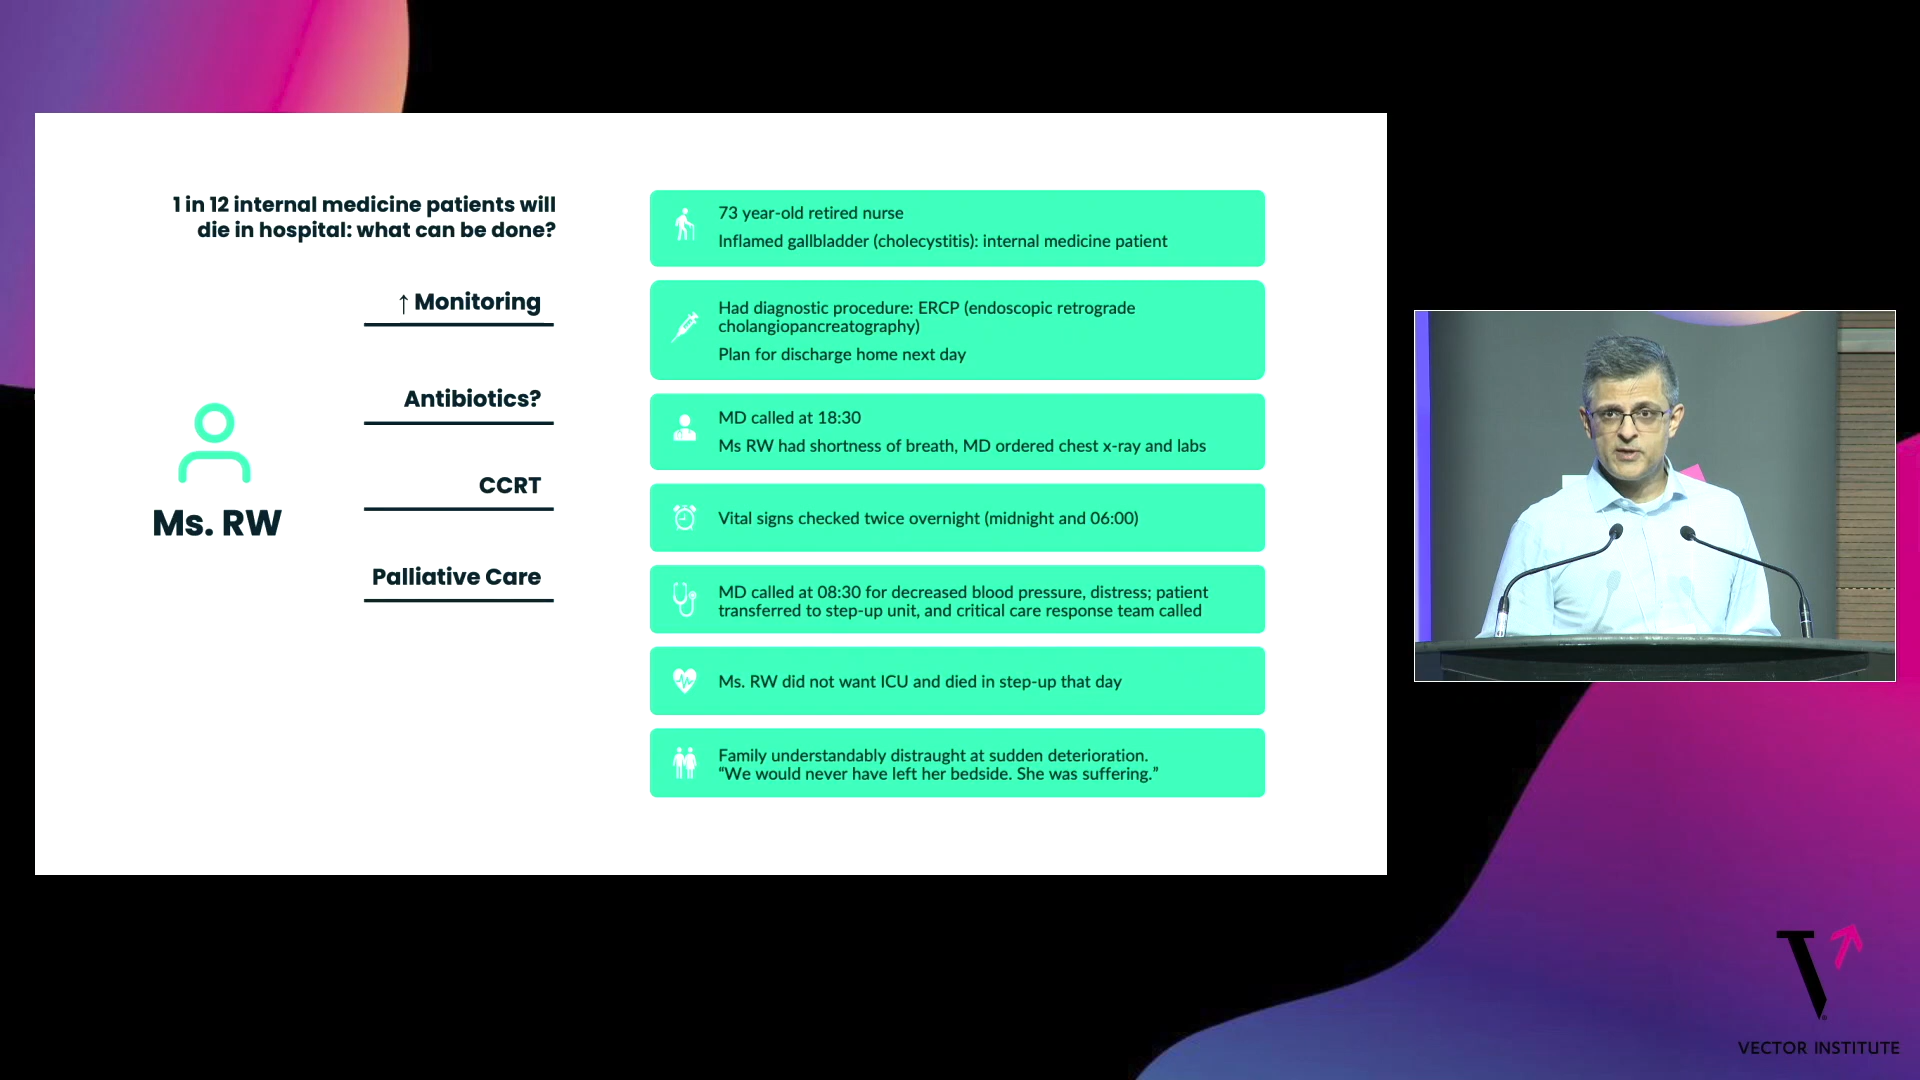 1 in 12 internal medicine patients will
die in hospital: what can be done?
↑ Monitoring
Antibiotics?
CCRT
Palliative Care
Ms. RW
73 year-old retired nurse
Inflamed gallbladder (cholecystitis): internal medicine patient
Had diagnostic procedure: ERCP (endoscopic retrograde
cholangiopancreatography)
Plan for discharge home next day
MD called at 18:30
Ms RW had shortness of breath, MD ordered chest x-ray and labs
Vital signs checked twice overnight (midnight and 06:00)
MD called at 08:30 for decreased blood pressure, distress; patient
transferred to step-up unit, and critical care response team called
Ms. RW did not want ICU and died in step-up that day
Family understandably distraught at sudden deterioration.
“We would never have left her bedside. She was suffering.”
VECTOR INSTITUTE